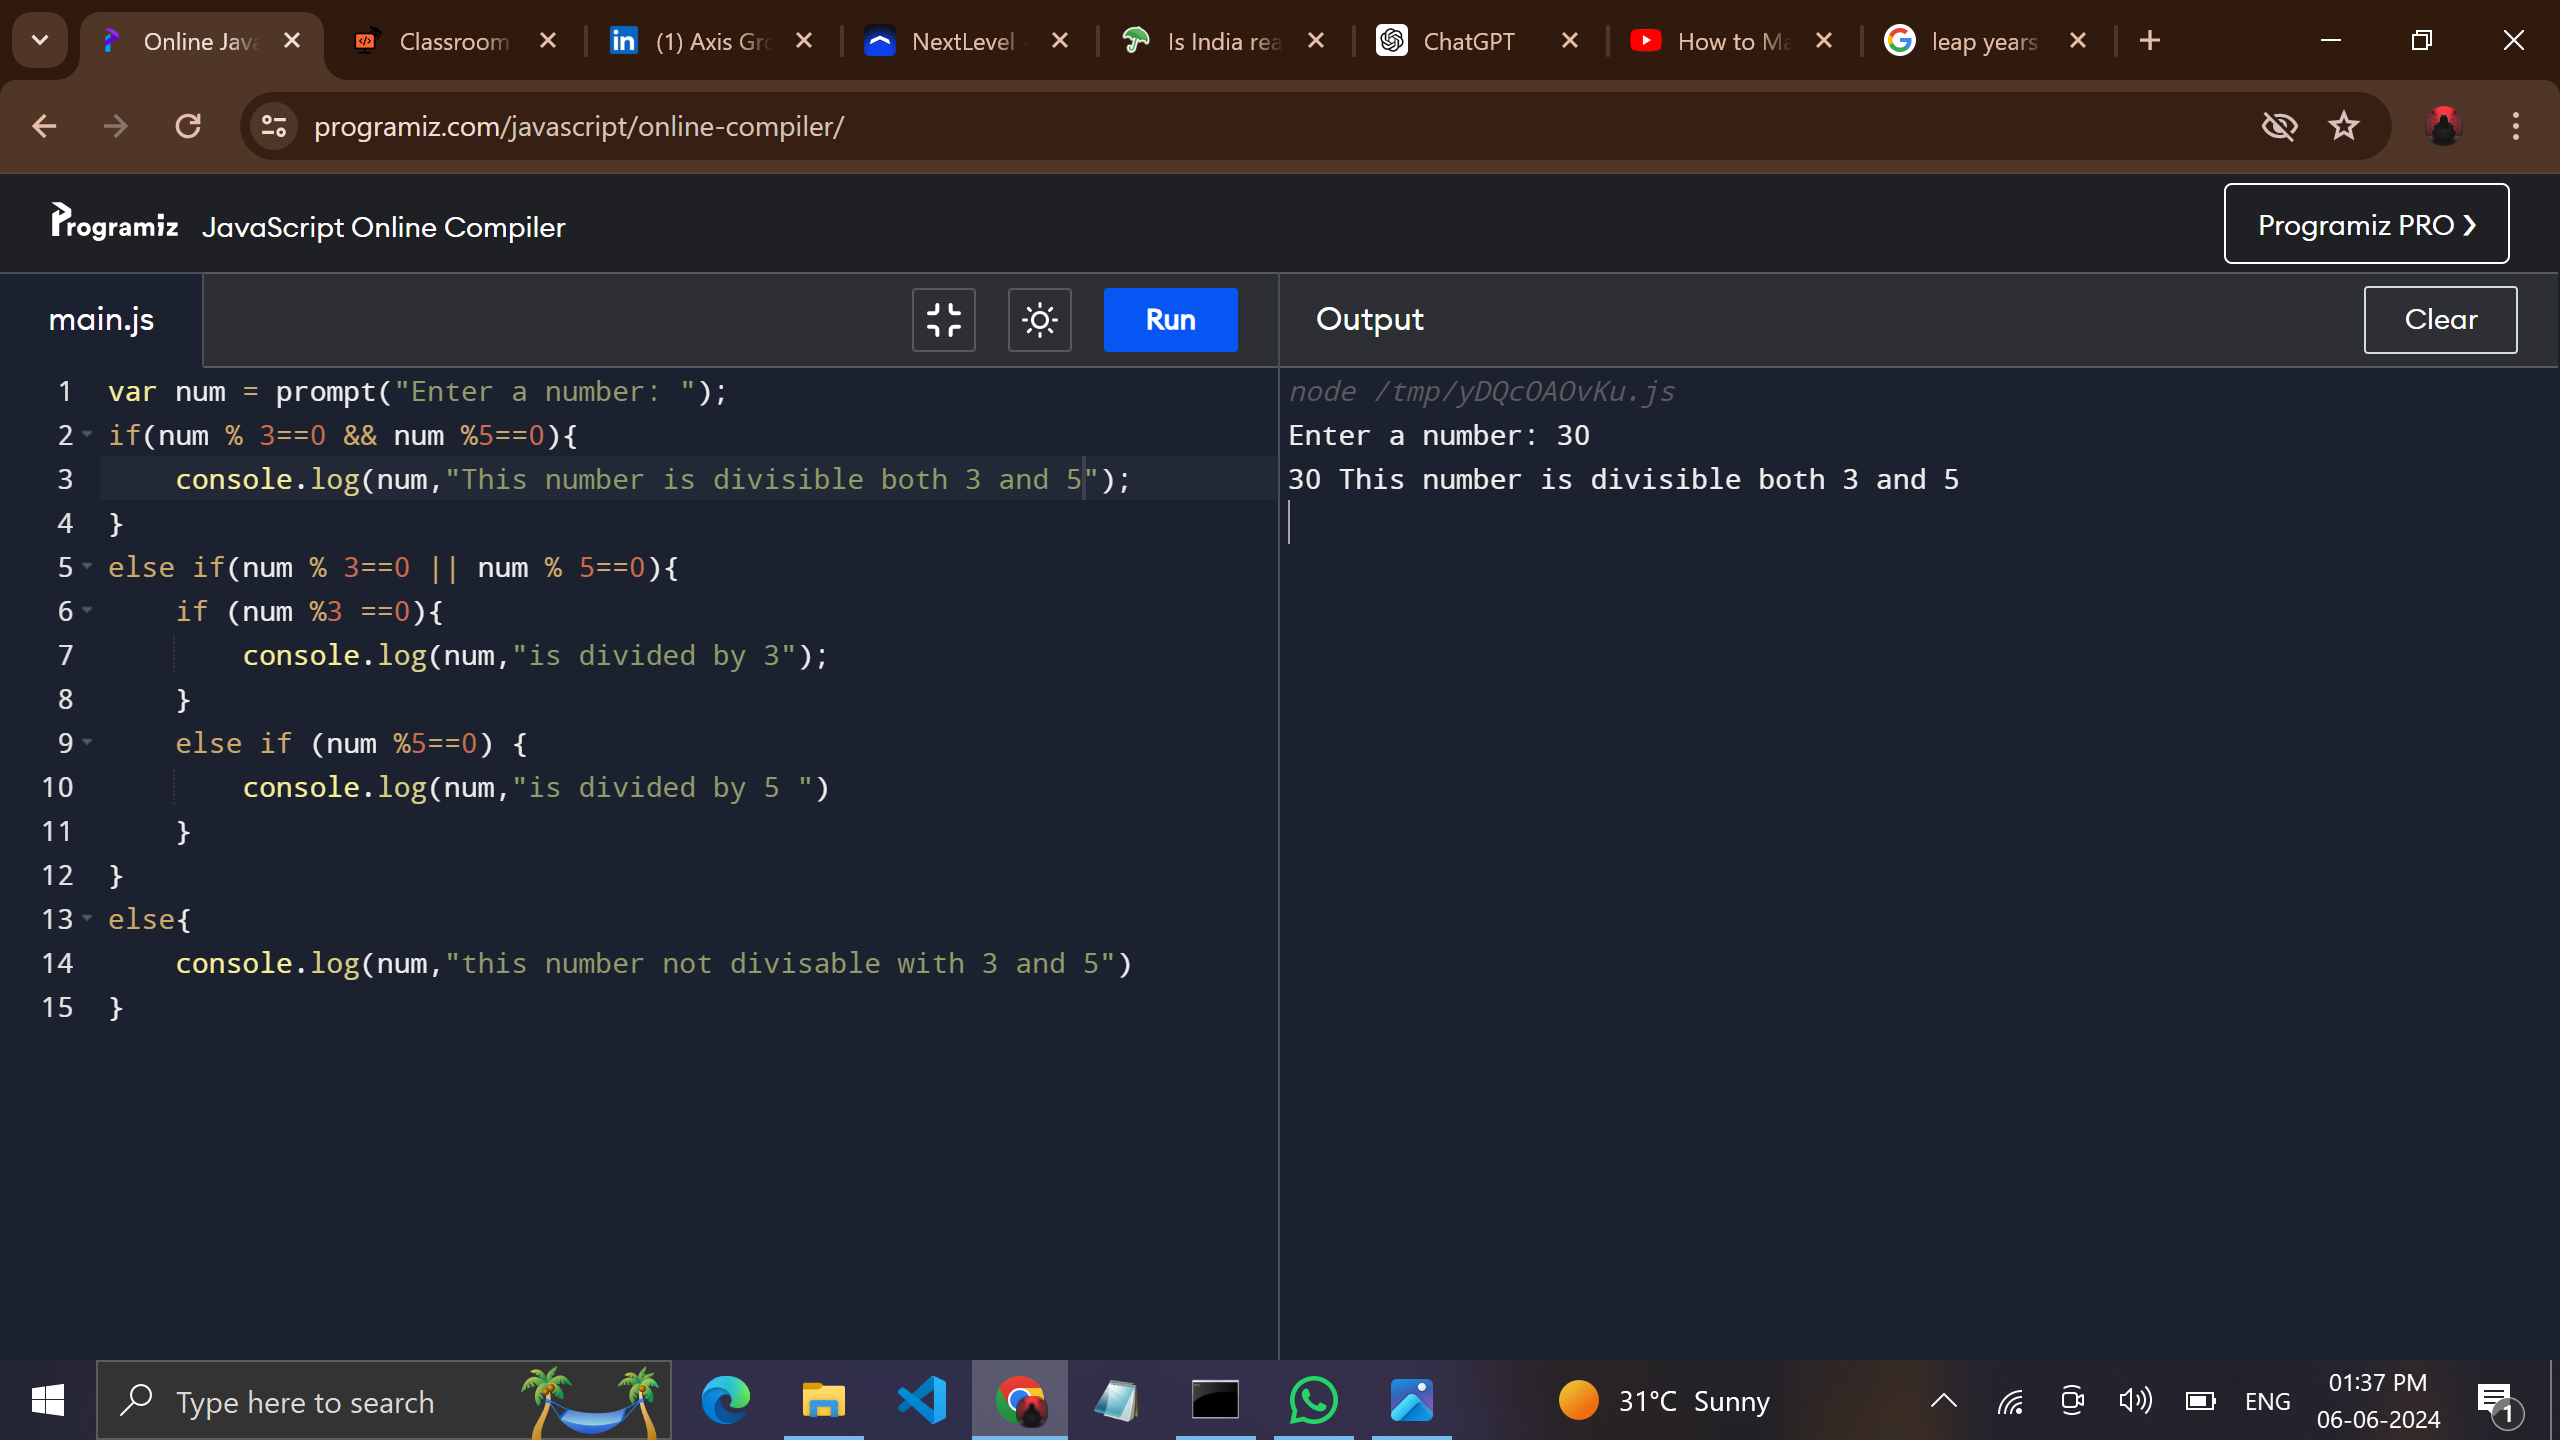 Online Java
Classroom
(1) Axis Gro
NextLevel -
Is India rea
ChatGPT
How to Ma
leap years
programiz.com/javascript/online-compiler/
Programiz JavaScript Online Compiler
Programiz PRO ❯
main.js
Run
Output
Clear
1 var num = prompt("Enter a number: ");
2 if(num % 3==0 && num %5==0){
3     console.log(num,"This number is divisible both 3 and 5");
4 }
5 else if(num % 3==0 || num % 5==0){
6     if (num %3 ==0){
7         console.log(num,"is divided by 3");
8     }
9     else if (num %5==0) {
10         console.log(num,"is divided by 5 ")
11     }
12 }
13 else{
14     console.log(num,"this number not divisable with 3 and 5")
15 }
node /tmp/yDQcOAOvKu.js
Enter a number: 30
30 This number is divisible both 3 and 5
Type here to search
31°C Sunny
ENG
01:37 PM
06-06-2024
1